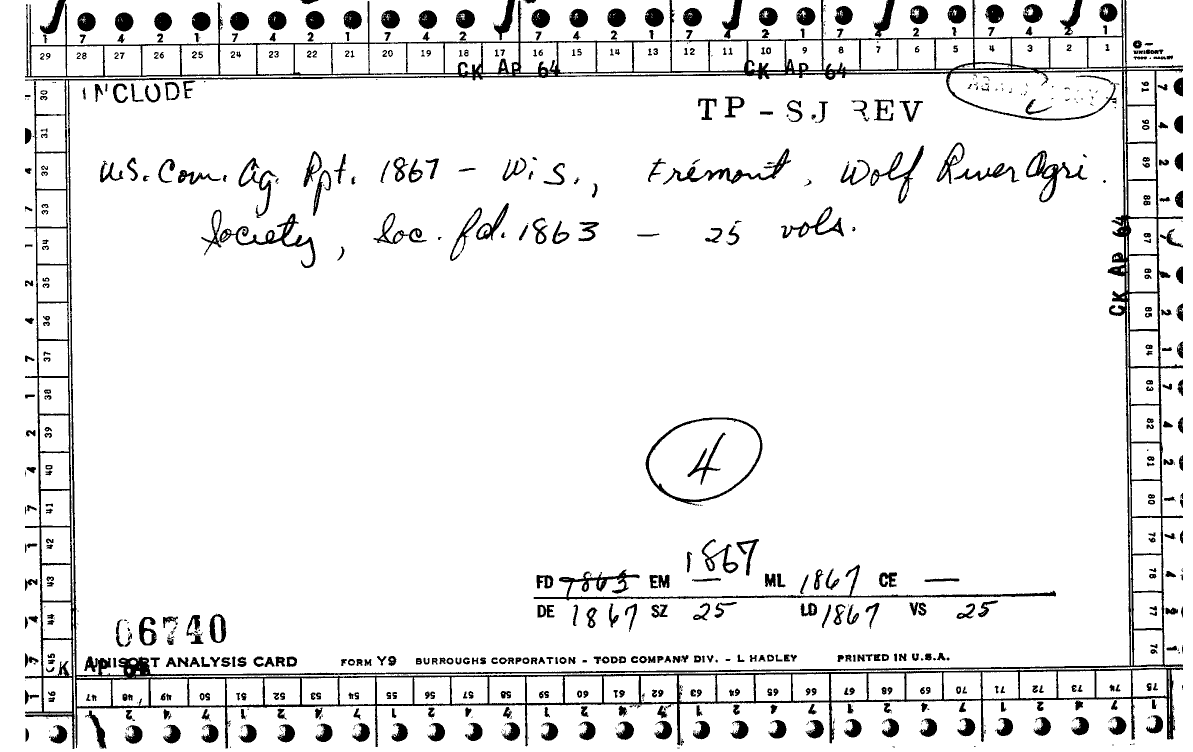 7 4 2 1 7 4 2 1 7 4 2 1 7 4 2 1 7 4 2 1 7 4 2 1 7 4 2 1
29 28 27 26 25 24 23 22 21 20 19 18 17 16 15 14 13 12 11 10 9 8 7 6 5 4 3 2 1
UNISORT
TODD - HADLEY
CK AP 64 CK AP 64
INCLUDE
TP - SJ REV
U.S. Com. Ag. Rpt. 1867 - Wis., Frémont, Wolf River Agri.
Society, Soc. fd. 1863 - 25 vols.
CK AP 64
4
1867
FD 1863 EM — ML 1867 CE —
DE 1867 SZ 25 LD 1867 VS 25
06740
UNISORT ANALYSIS CARD FORM Y9 BURROUGHS CORPORATION - TODD COMPANY DIV. - L HADLEY PRINTED IN U.S.A.
30 31 32 33 34 35 36 37 38 39 40 41 42 43 44 45 46
91 90 89 88 87 86 85 84 83 82 81 80 79 78 77 76
47 48 49 50 51 52 53 54 55 56 57 58 59 60 61 62 63 64 65 66 67 68 69 70 71 72 73 74 75